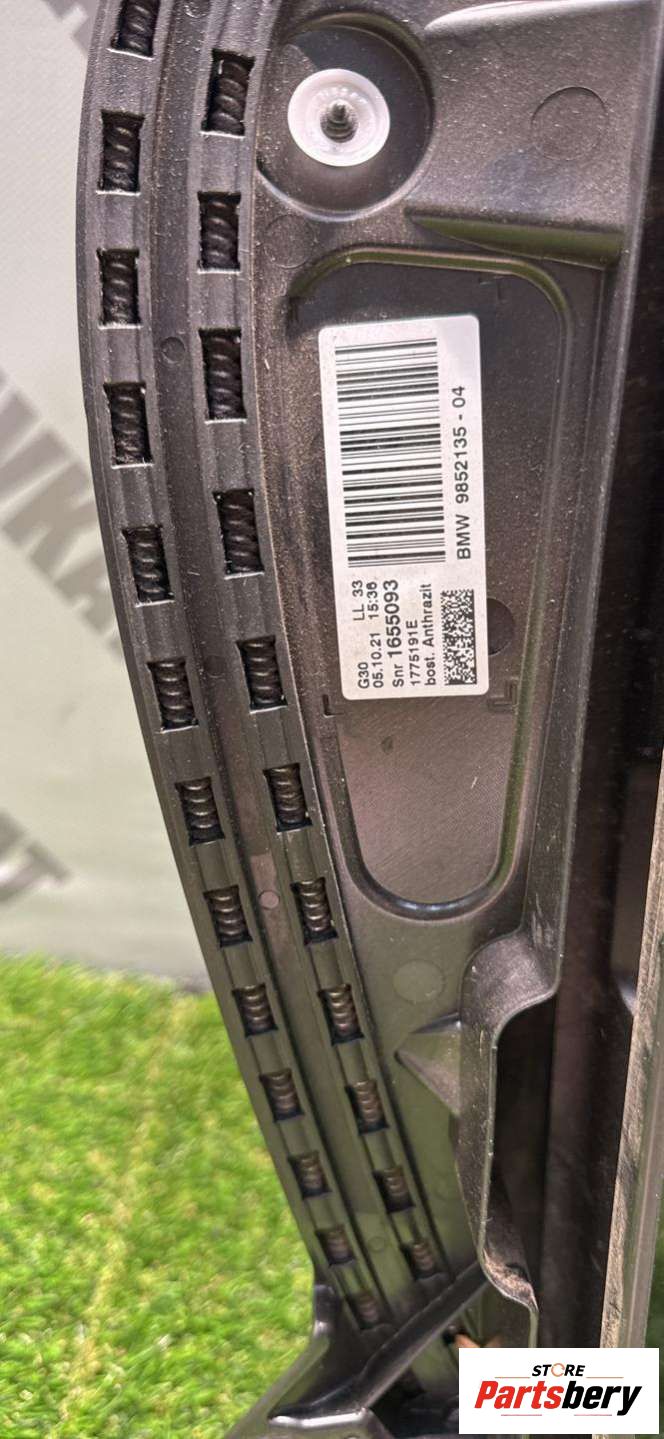 BMW 9852135 - 04
G30 LL 33
05.10.21 15:36
Snr 1655093
1775191E
bost. Anthrazit
STORE
Partsbery